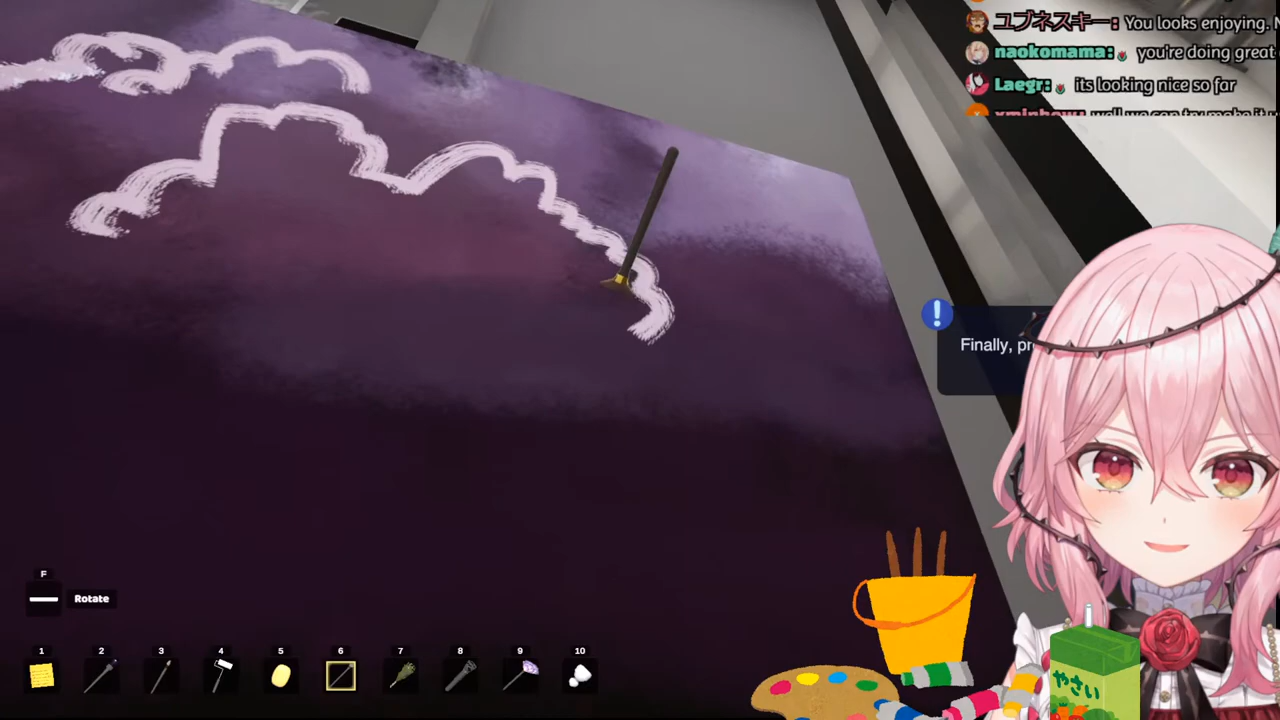 ユブネスキー: You looks enjoying.
naokomama: you're doing great
Laegr: its looking nice so far
Finally,
F
Rotate
1 2 3 4 5 6 7 8 9 10
やさい